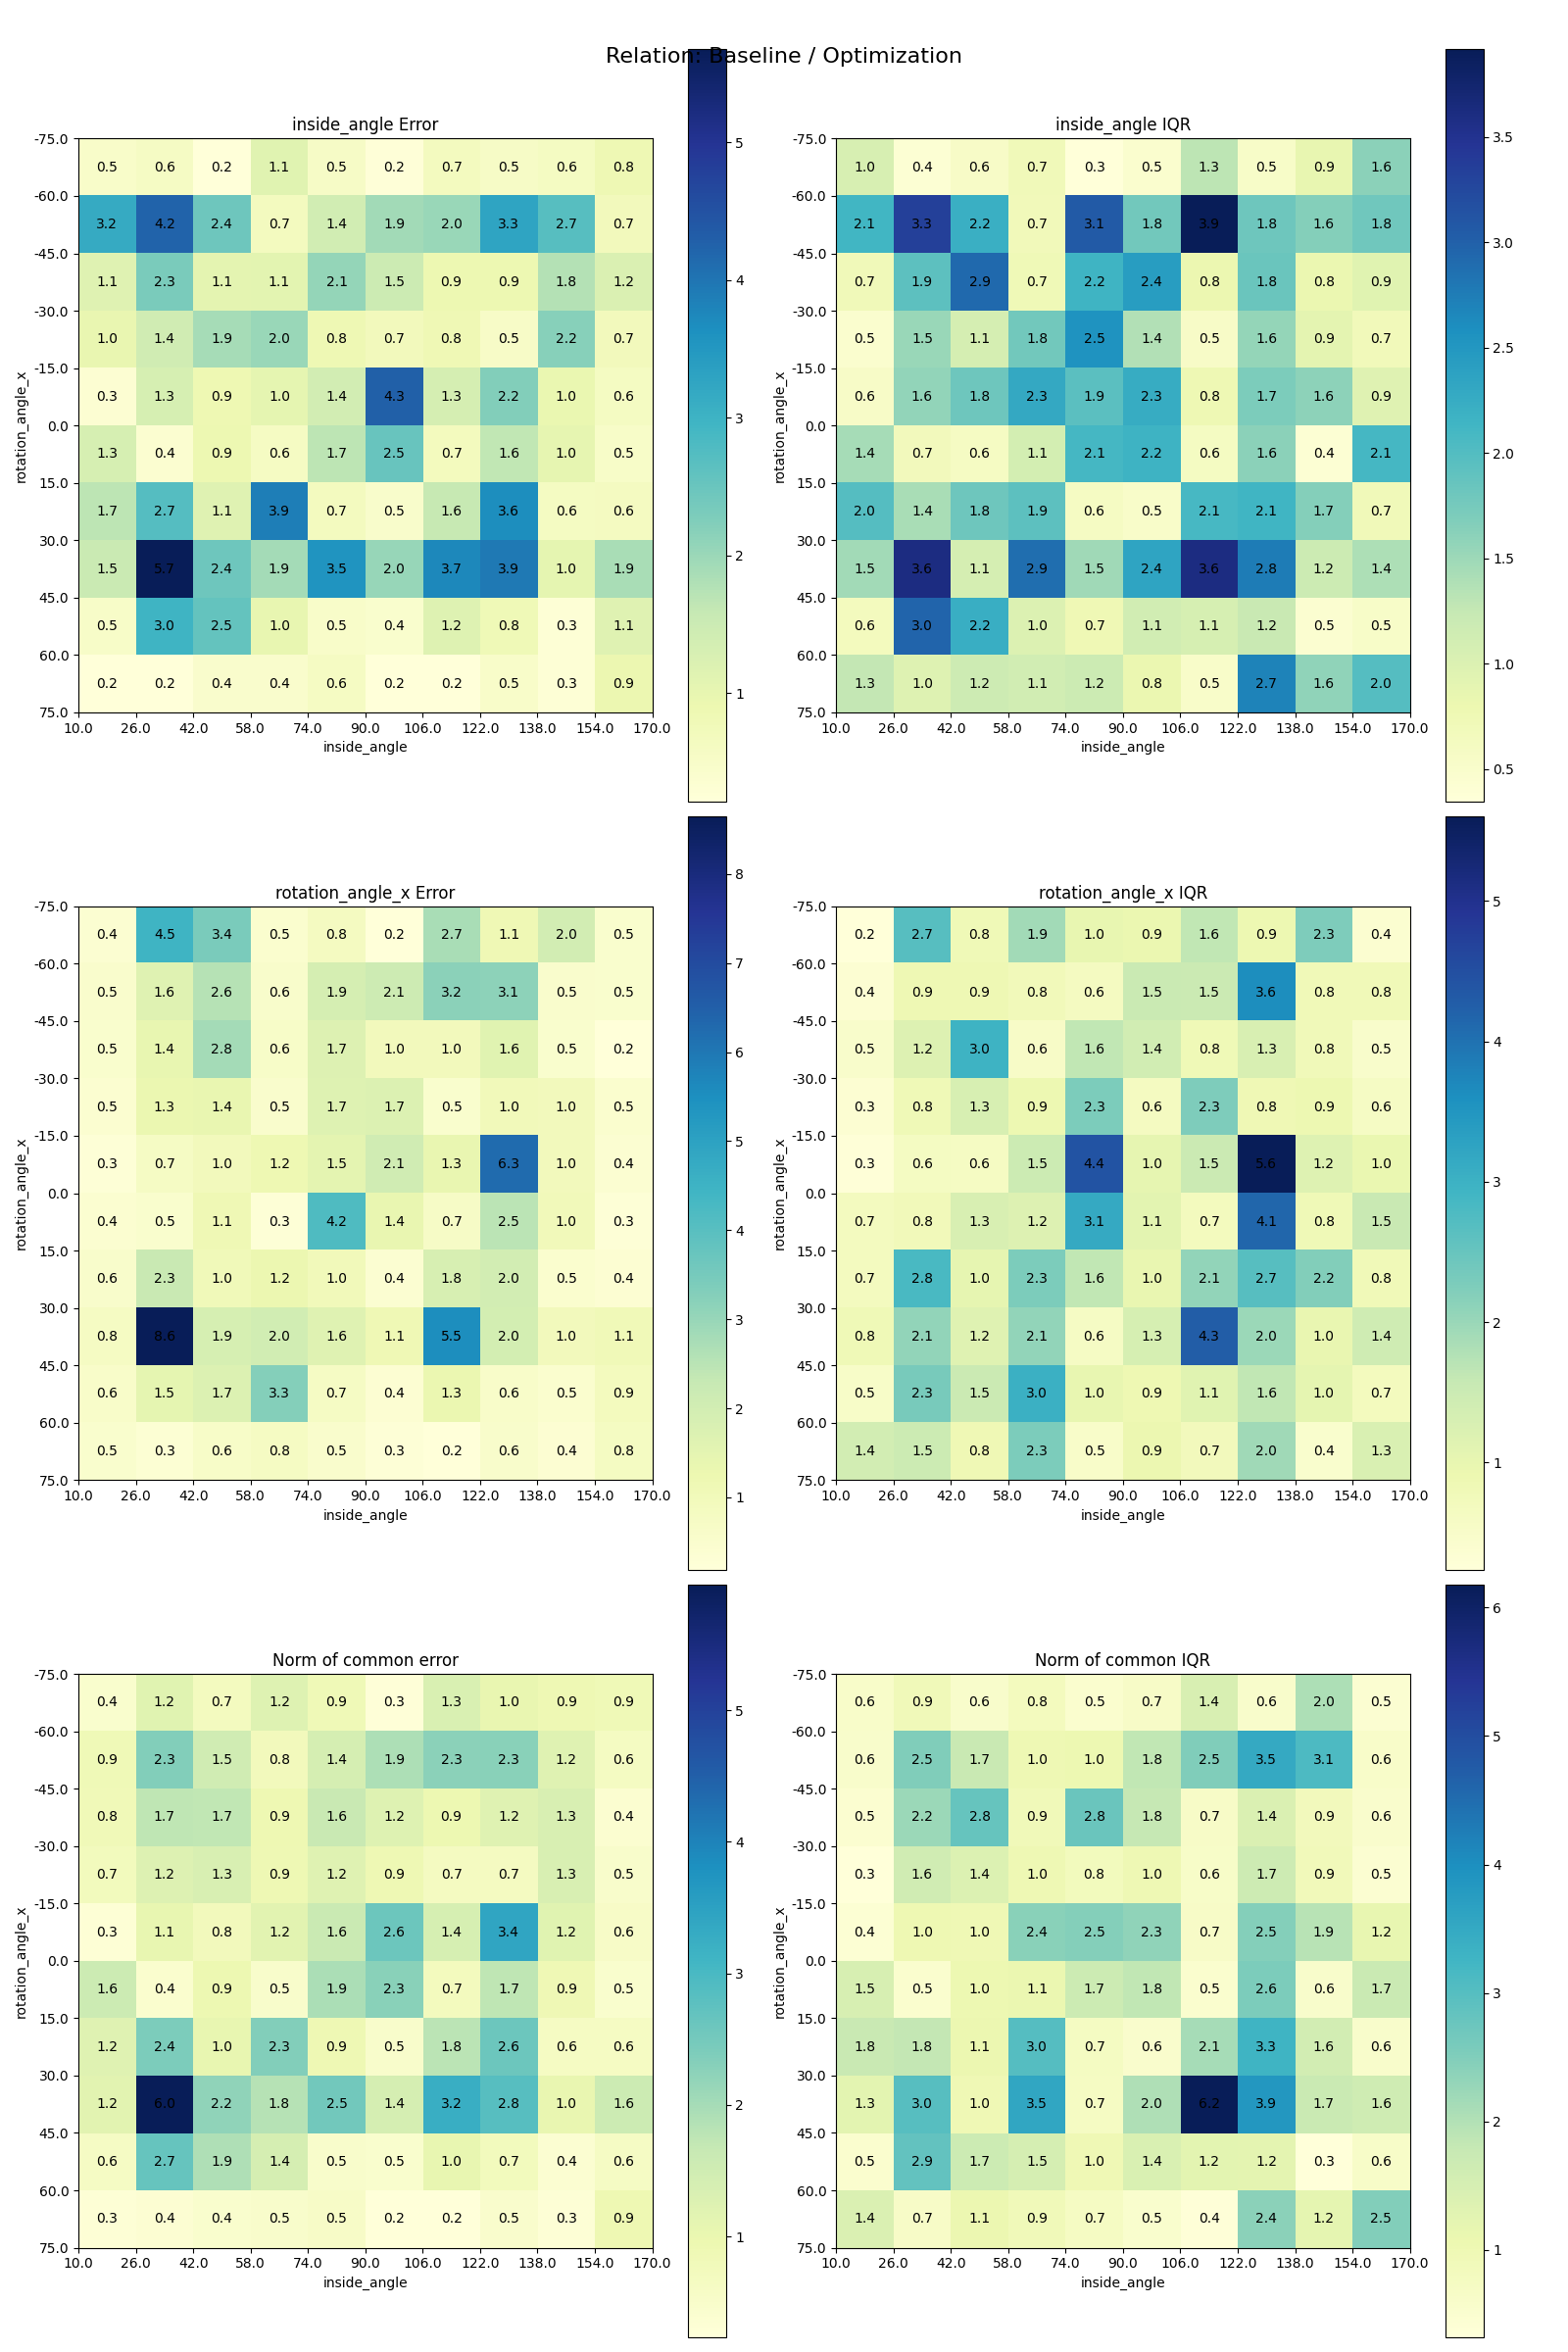 Relation: Baseline / Optimization
inside_angle Error
-75.0
0.5 0.6 0.2 1.1 0.5 0.2 0.7 0.5 0.6 0.8
-60.0
3.2 4.2 2.4 0.7 1.4 1.9 2.0 3.3 2.7 0.7
-45.0
1.1 2.3 1.1 1.1 2.1 1.5 0.9 0.9 1.8 1.2
-30.0
1.0 1.4 1.9 2.0 0.8 0.7 0.8 0.5 2.2 0.7
-15.0
0.3 1.3 0.9 1.0 1.4 4.3 1.3 2.2 1.0 0.6
0.0
1.3 0.4 0.9 0.6 1.7 2.5 0.7 1.6 1.0 0.5
15.0
1.7 2.7 1.1 3.9 0.7 0.5 1.6 3.6 0.6 0.6
30.0
1.5 5.7 2.4 1.9 3.5 2.0 3.7 3.9 1.0 1.9
45.0
0.5 3.0 2.5 1.0 0.5 0.4 1.2 0.8 0.3 1.1
60.0
0.2 0.2 0.4 0.4 0.6 0.2 0.2 0.5 0.3 0.9
75.0
10.0 26.0 42.0 58.0 74.0 90.0 106.0 122.0 138.0 154.0 170.0
inside_angle
rotation_angle_x
5
4
3
2
1
inside_angle IQR
-75.0
1.0 0.4 0.6 0.7 0.3 0.5 1.3 0.5 0.9 1.6
-60.0
2.1 3.3 2.2 0.7 3.1 1.8 3.9 1.8 1.6 1.8
-45.0
0.7 1.9 2.9 0.7 2.2 2.4 0.8 1.8 0.8 0.9
-30.0
0.5 1.5 1.1 1.8 2.5 1.4 0.5 1.6 0.9 0.7
-15.0
0.6 1.6 1.8 2.3 1.9 2.3 0.8 1.7 1.6 0.9
0.0
1.4 0.7 0.6 1.1 2.1 2.2 0.6 1.6 0.4 2.1
15.0
2.0 1.4 1.8 1.9 0.6 0.5 2.1 2.1 1.7 0.7
30.0
1.5 3.6 1.1 2.9 1.5 2.4 3.6 2.8 1.2 1.4
45.0
0.6 3.0 2.2 1.0 0.7 1.1 1.1 1.2 0.5 0.5
60.0
1.3 1.0 1.2 1.1 1.2 0.8 0.5 2.7 1.6 2.0
75.0
10.0 26.0 42.0 58.0 74.0 90.0 106.0 122.0 138.0 154.0 170.0
inside_angle
rotation_angle_x
3.5
3.0
2.5
2.0
1.5
1.0
0.5
rotation_angle_x Error
-75.0
0.4 4.5 3.4 0.5 0.8 0.2 2.7 1.1 2.0 0.5
-60.0
0.5 1.6 2.6 0.6 1.9 2.1 3.2 3.1 0.5 0.5
-45.0
0.5 1.4 2.8 0.6 1.7 1.0 1.0 1.6 0.5 0.2
-30.0
0.5 1.3 1.4 0.5 1.7 1.7 0.5 1.0 1.0 0.5
-15.0
0.3 0.7 1.0 1.2 1.5 2.1 1.3 6.3 1.0 0.4
0.0
0.4 0.5 1.1 0.3 4.2 1.4 0.7 2.5 1.0 0.3
15.0
0.6 2.3 1.0 1.2 1.0 0.4 1.8 2.0 0.5 0.4
30.0
0.8 8.6 1.9 2.0 1.6 1.1 5.5 2.0 1.0 1.1
45.0
0.6 1.5 1.7 3.3 0.7 0.4 1.3 0.6 0.5 0.9
60.0
0.5 0.3 0.6 0.8 0.5 0.3 0.2 0.6 0.4 0.8
75.0
10.0 26.0 42.0 58.0 74.0 90.0 106.0 122.0 138.0 154.0 170.0
inside_angle
rotation_angle_x
8
7
6
5
4
3
2
1
rotation_angle_x IQR
-75.0
0.2 2.7 0.8 1.9 1.0 0.9 1.6 0.9 2.3 0.4
-60.0
0.4 0.9 0.9 0.8 0.6 1.5 1.5 3.6 0.8 0.8
-45.0
0.5 1.2 3.0 0.6 1.6 1.4 0.8 1.3 0.8 0.5
-30.0
0.3 0.8 1.3 0.9 2.3 0.6 2.3 0.8 0.9 0.6
-15.0
0.3 0.6 0.6 1.5 4.4 1.0 1.5 5.6 1.2 1.0
0.0
0.7 0.8 1.3 1.2 3.1 1.1 0.7 4.1 0.8 1.5
15.0
0.7 2.8 1.0 2.3 1.6 1.0 2.1 2.7 2.2 0.8
30.0
0.8 2.1 1.2 2.1 0.6 1.3 4.3 2.0 1.0 1.4
45.0
0.5 2.3 1.5 3.0 1.0 0.9 1.1 1.6 1.0 0.7
60.0
1.4 1.5 0.8 2.3 0.5 0.9 0.7 2.0 0.4 1.3
75.0
10.0 26.0 42.0 58.0 74.0 90.0 106.0 122.0 138.0 154.0 170.0
inside_angle
rotation_angle_x
5
4
3
2
1
Norm of common error
-75.0
0.4 1.2 0.7 1.2 0.9 0.3 1.3 1.0 0.9 0.9
-60.0
0.9 2.3 1.5 0.8 1.4 1.9 2.3 2.3 1.2 0.6
-45.0
0.8 1.7 1.7 0.9 1.6 1.2 0.9 1.2 1.3 0.4
-30.0
0.7 1.2 1.3 0.9 1.2 0.9 0.7 0.7 1.3 0.5
-15.0
0.3 1.1 0.8 1.2 1.6 2.6 1.4 3.4 1.2 0.6
0.0
1.6 0.4 0.9 0.5 1.9 2.3 0.7 1.7 0.9 0.5
15.0
1.2 2.4 1.0 2.3 0.9 0.5 1.8 2.6 0.6 0.6
30.0
1.2 6.0 2.2 1.8 2.5 1.4 3.2 2.8 1.0 1.6
45.0
0.6 2.7 1.9 1.4 0.5 0.5 1.0 0.7 0.4 0.6
60.0
0.3 0.4 0.4 0.5 0.5 0.2 0.2 0.5 0.3 0.9
75.0
10.0 26.0 42.0 58.0 74.0 90.0 106.0 122.0 138.0 154.0 170.0
inside_angle
rotation_angle_x
5
4
3
2
1
Norm of common IQR
-75.0
0.6 0.9 0.6 0.8 0.5 0.7 1.4 0.6 2.0 0.5
-60.0
0.6 2.5 1.7 1.0 1.0 1.8 2.5 3.5 3.1 0.6
-45.0
0.5 2.2 2.8 0.9 2.8 1.8 0.7 1.4 0.9 0.6
-30.0
0.3 1.6 1.4 1.0 0.8 1.0 0.6 1.7 0.9 0.5
-15.0
0.4 1.0 1.0 2.4 2.5 2.3 0.7 2.5 1.9 1.2
0.0
1.5 0.5 1.0 1.1 1.7 1.8 0.5 2.6 0.6 1.7
15.0
1.8 1.8 1.1 3.0 0.7 0.6 2.1 3.3 1.6 0.6
30.0
1.3 3.0 1.0 3.5 0.7 2.0 6.2 3.9 1.7 1.6
45.0
0.5 2.9 1.7 1.5 1.0 1.4 1.2 1.2 0.3 0.6
60.0
1.4 0.7 1.1 0.9 0.7 0.5 0.4 2.4 1.2 2.5
75.0
10.0 26.0 42.0 58.0 74.0 90.0 106.0 122.0 138.0 154.0 170.0
inside_angle
rotation_angle_x
6
5
4
3
2
1